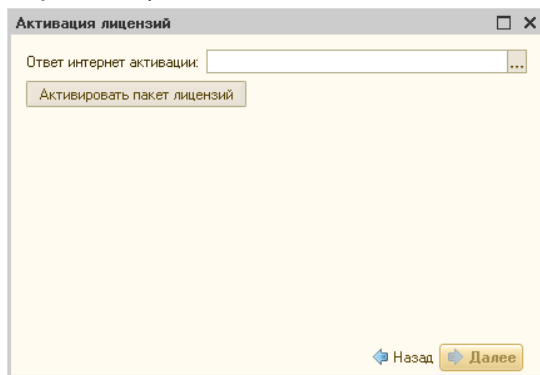 Активация лицензий
Ответ интернет активации:
...
Активировать пакет лицензий
Назад Далее